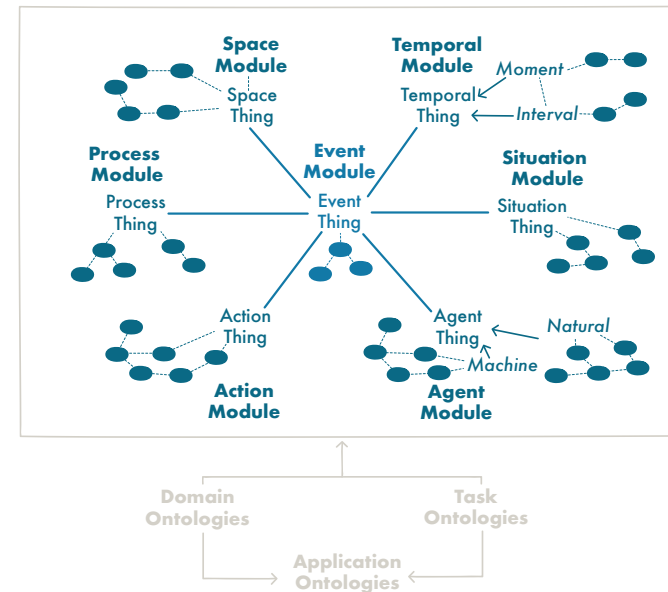 Space
Module
Space
Thing
Temporal
Module
Temporal
Thing
Moment
Interval
Process
Module
Process
Thing
Event
Module
Event
Thing
Situation
Module
Situation
Thing
Action
Thing
Action
Module
Agent
Thing
Natural
Machine
Agent
Module
Domain
Ontologies
Task
Ontologies
Application
Ontologies